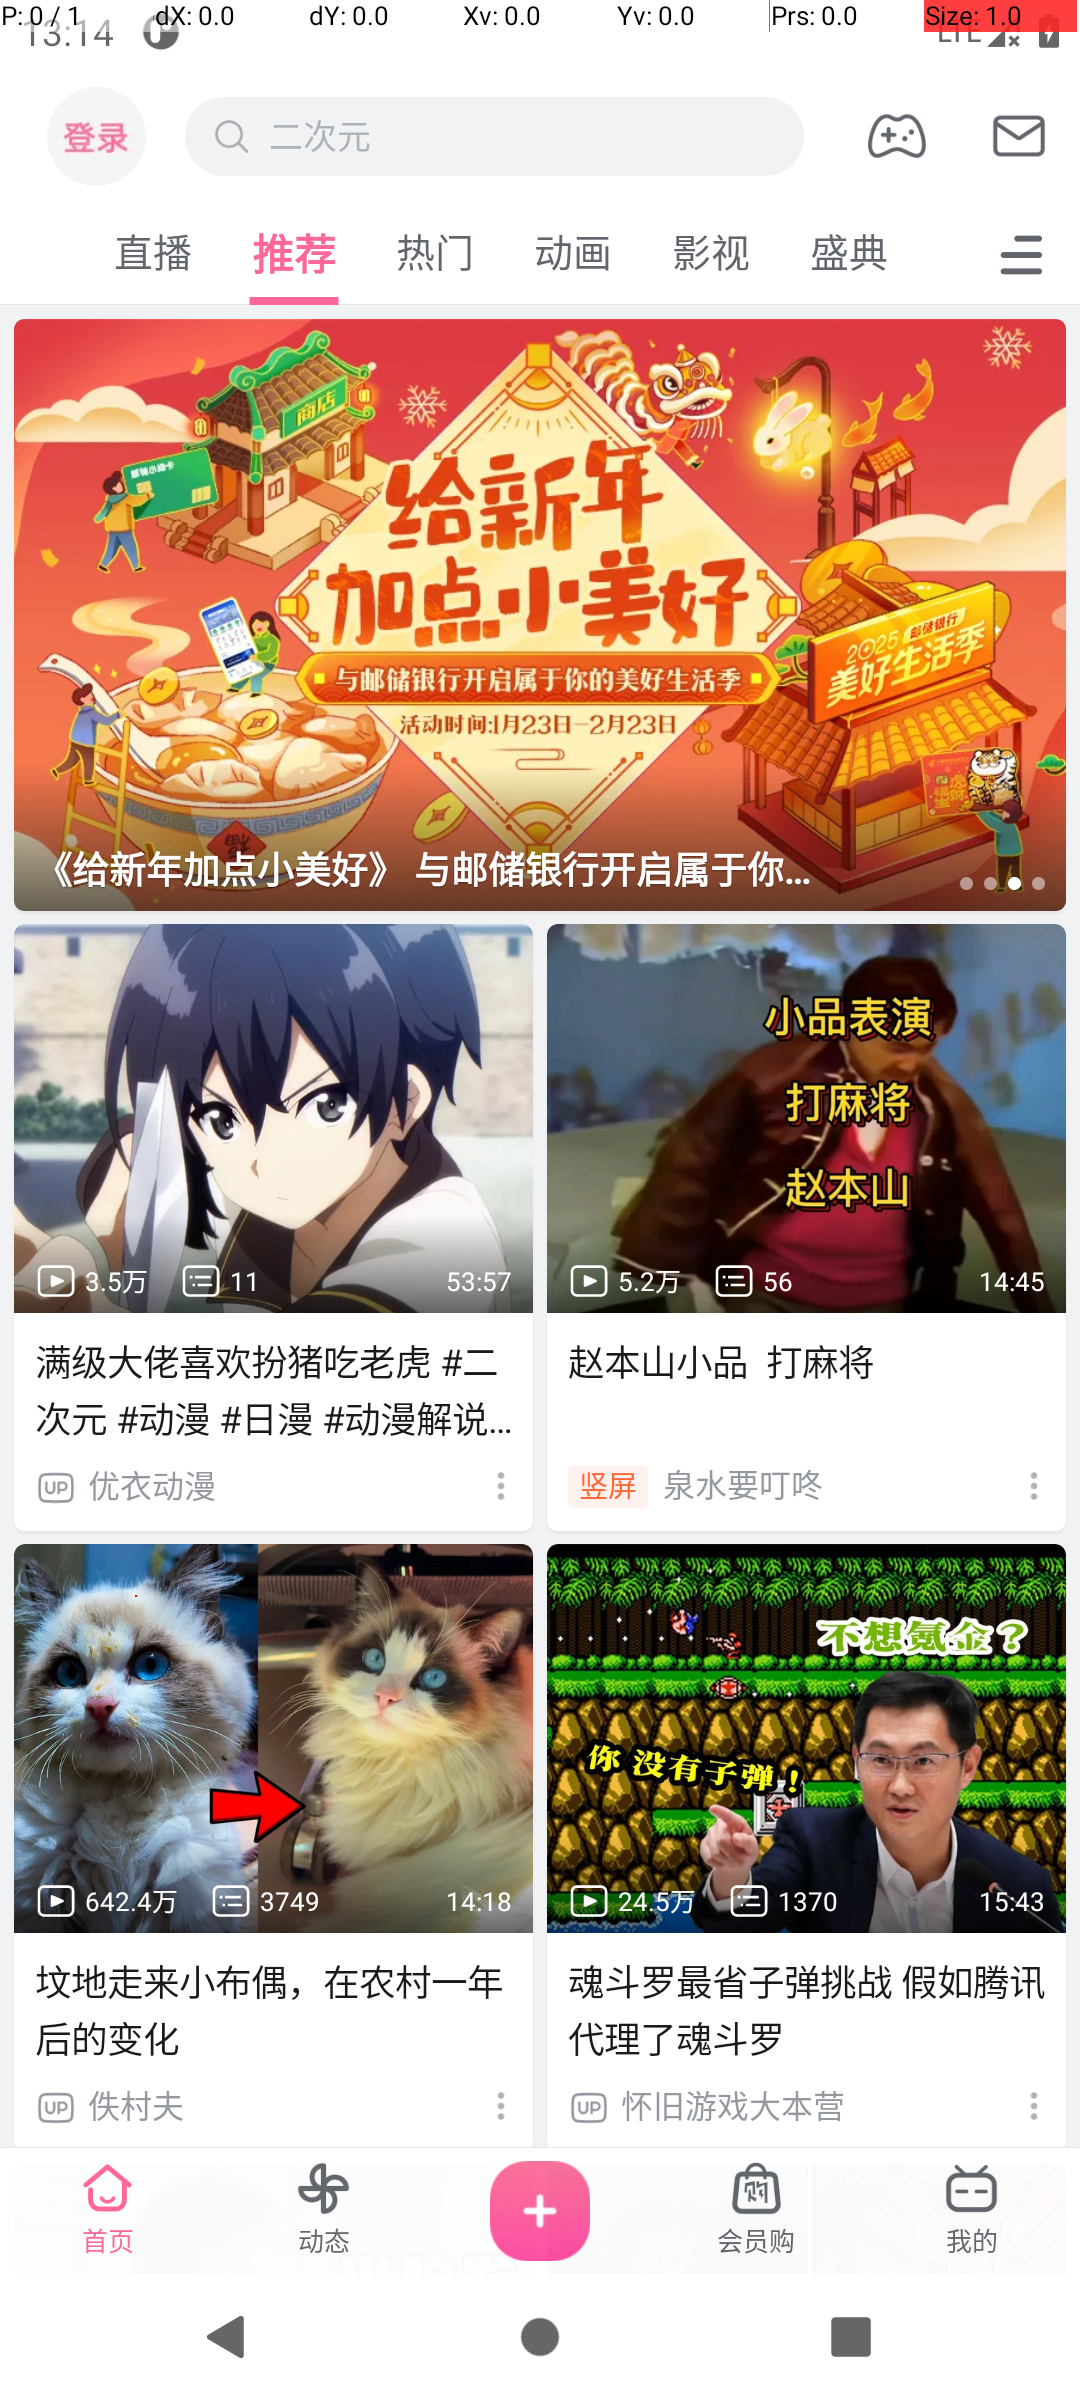 P: 0 / 1 dX: 0.0 dY: 0.0 Xv: 0.0 Yv: 0.0 Prs: 0.0 Size: 1.0
13:14 LTE
登录 二次元
直播 推荐 热门 动画 影视 盛典
商店
邮储小绿卡
给新年
加点小美好
2025 邮储银行
美好生活季
与邮储银行开启属于你的美好生活季
活动时间:1月23日-2月23日
福
《给新年加点小美好》 与邮储银行开启属于你...
小品表演
打麻将
赵本山
3.5万 11 53:57
5.2万 56 14:45
满级大佬喜欢扮猪吃老虎 #二
次元 #动漫 #日漫 #动漫解说...
UP 优衣动漫
赵本山小品 打麻将
竖屏 泉水要叮咚
不想氪金？
你 没有子弹！
642.4万 3749 14:18
24.5万 1370 15:43
坟地走来小布偶，在农村一年
后的变化
UP 佚村夫
魂斗罗最省子弹挑战 假如腾讯
代理了魂斗罗
UP 怀旧游戏大本营
首页 动态 会员购 我的